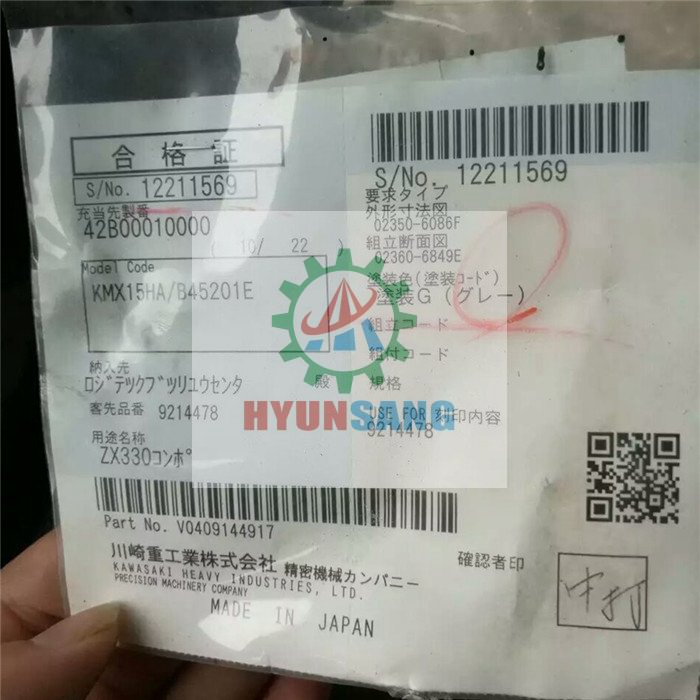 合格証
S/No. 12211569
充当先製番
42B00010000
( 10/ 22 )
Model Code
KMX15HA/B45201E
納入先
ロジテックブツリユウセンタ 殿
客先品番 9214478
用途名称
ZX330コンポ
S/No. 12211569
要求タイプ
外形寸法図
02350-6086F
組立断面図
02360-6849E
塗装色(塗装コード)
塗装G (グレー)
組立コード
組付コード
規格
USE FOR 刻印内容
9214478
HYUNSANG
Part No. V0409144917
川崎重工業株式会社 精密機械カンパニー
KAWASAKI HEAVY INDUSTRIES, LTD.
PRECISION MACHINERY COMPANY
MADE IN JAPAN
確認者印